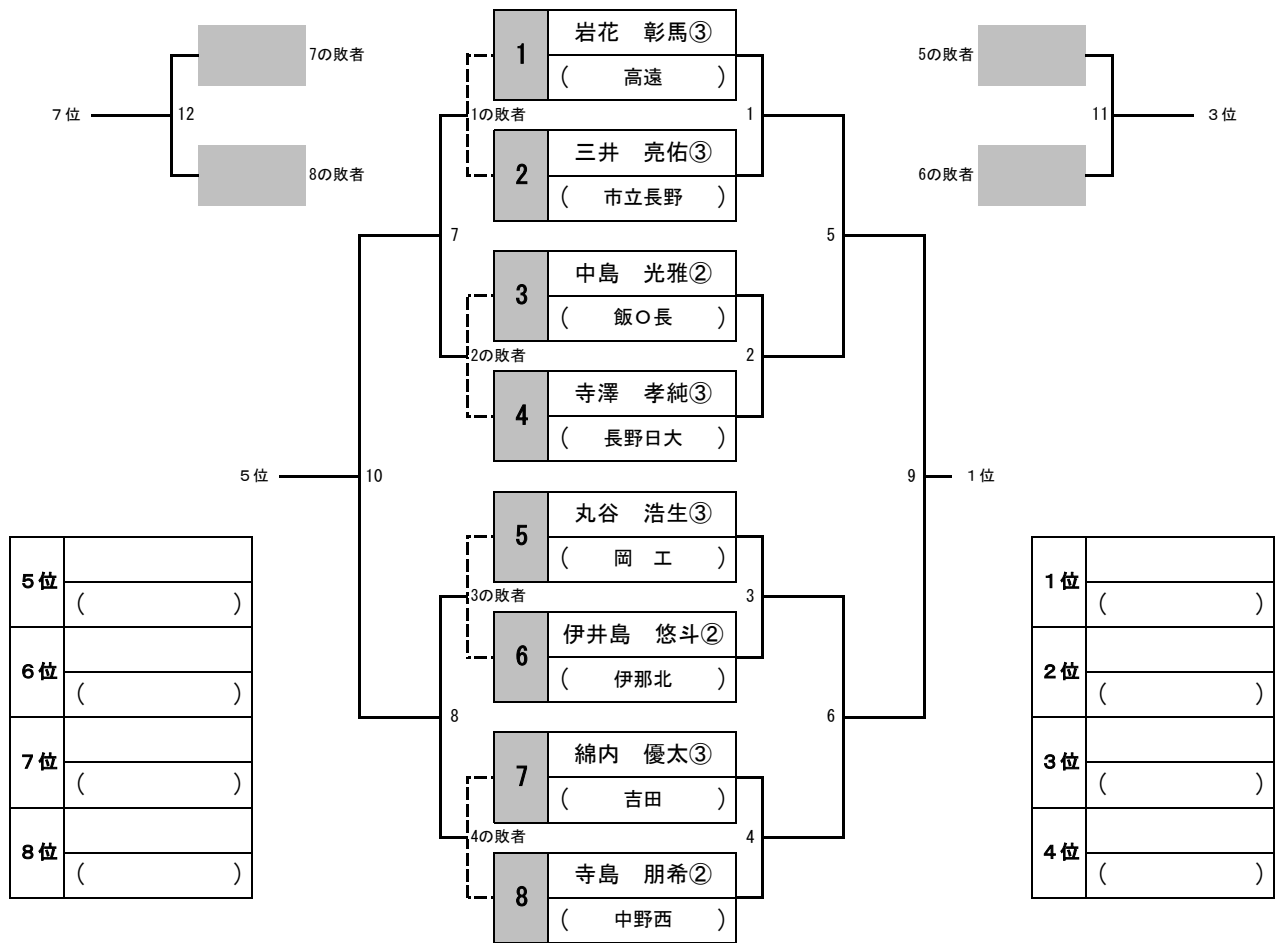 1
岩花　彰馬③
(　高遠　)
2
三井　亮佑③
(　市立長野　)
3
中島　光雅②
(　飯Ｏ長　)
4
寺澤　孝純③
(　長野日大　)
5
丸谷　浩生③
(　岡　工　)
6
伊井島　悠斗②
(　伊那北　)
7
綿内　優太③
(　吉田　)
8
寺島　朋希②
(　中野西　)
7の敗者
7位
12
8の敗者
5の敗者
11
3位
6の敗者
1の敗者
1
7
5
2の敗者
2
5位
10
9
1位
3の敗者
3
8
6
4の敗者
4
5位
(　)
6位
(　)
7位
(　)
8位
(　)
1位
(　)
2位
(　)
3位
(　)
4位
(　)